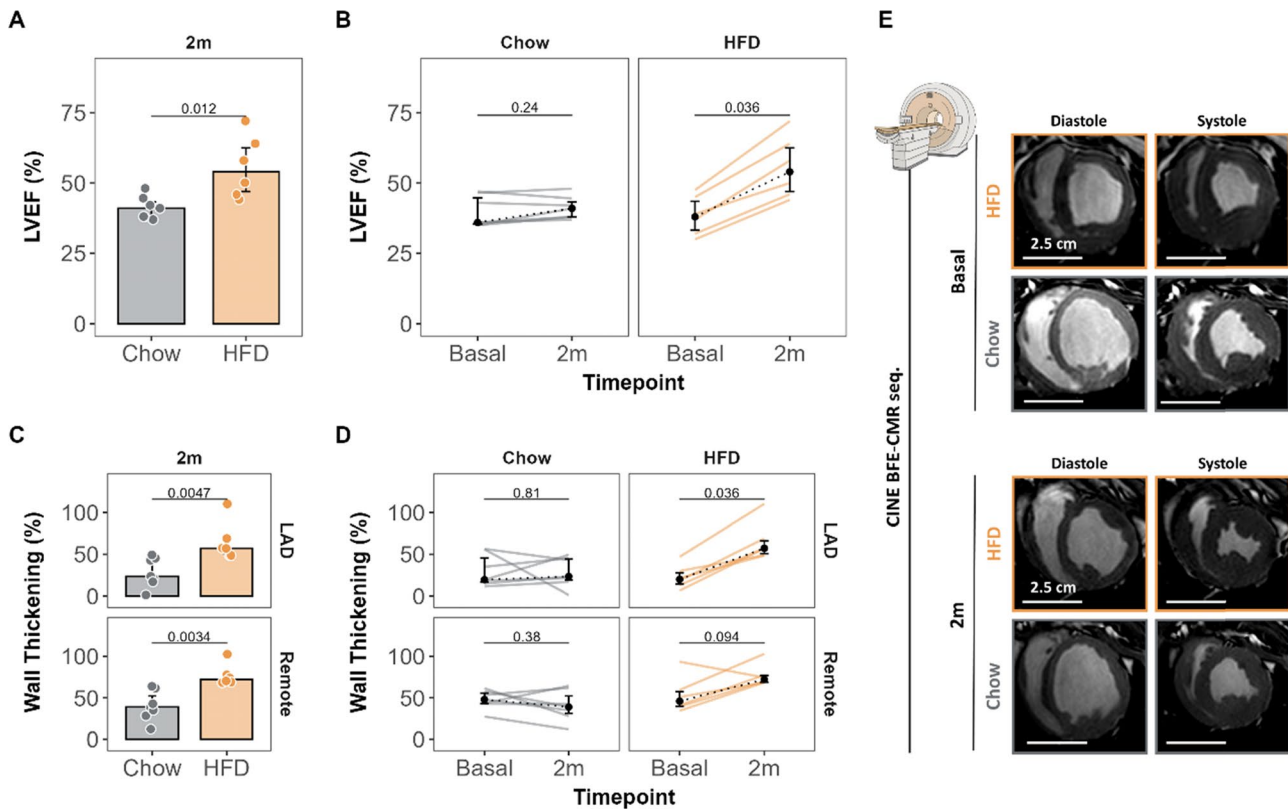 A
2m
LVEF (%)
75
50
25
0
0.012
Chow
HFD
B
Chow
HFD
LVEF (%)
75
50
25
0
0.24
0.036
Basal
2m
Basal
2m
Timepoint
C
2m
Wall Thickening (%)
100
50
0
0.0047
LAD
100
50
0
0.0034
Remote
Chow
HFD
D
Chow
HFD
Wall Thickening (%)
100
50
0
0.81
0.036
LAD
100
50
0
0.38
0.094
Remote
Basal
2m
Basal
2m
Timepoint
E
CINE BFE-CMR seq.
Basal
Diastole
Systole
HFD
2.5 cm
Chow
2m
Diastole
Systole
HFD
2.5 cm
Chow